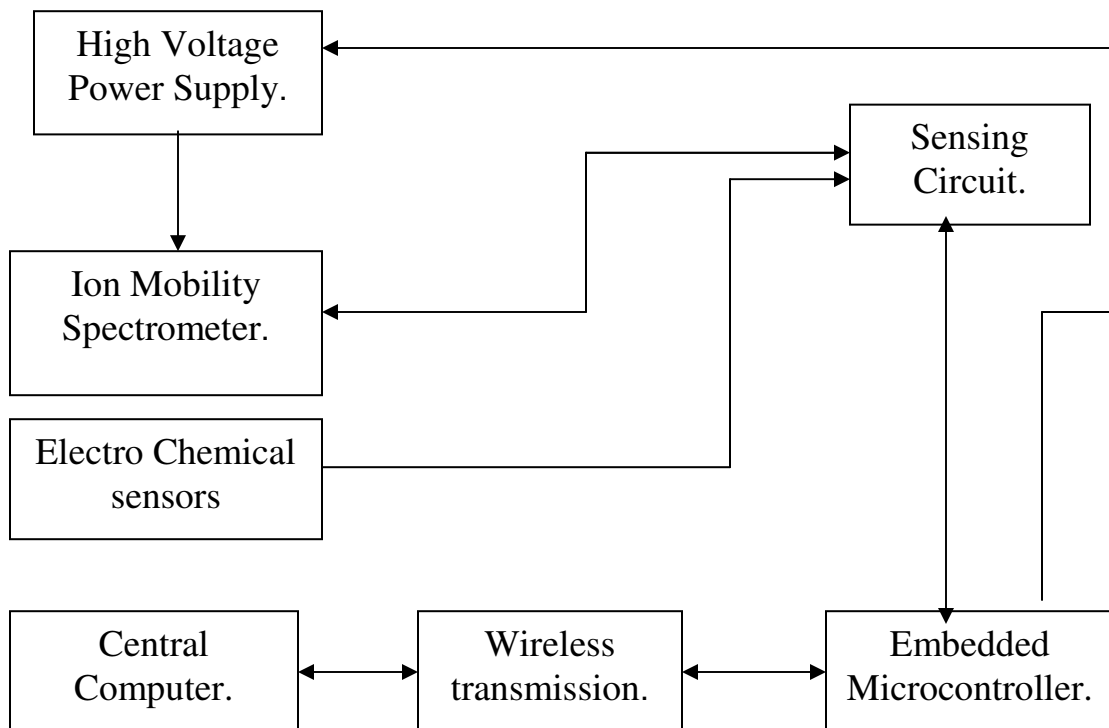 High Voltage
Power Supply.
Sensing
Circuit.
Ion Mobility
Spectrometer.
Electro Chemical
sensors
Central
Computer.
Wireless
transmission.
Embedded
Microcontroller.